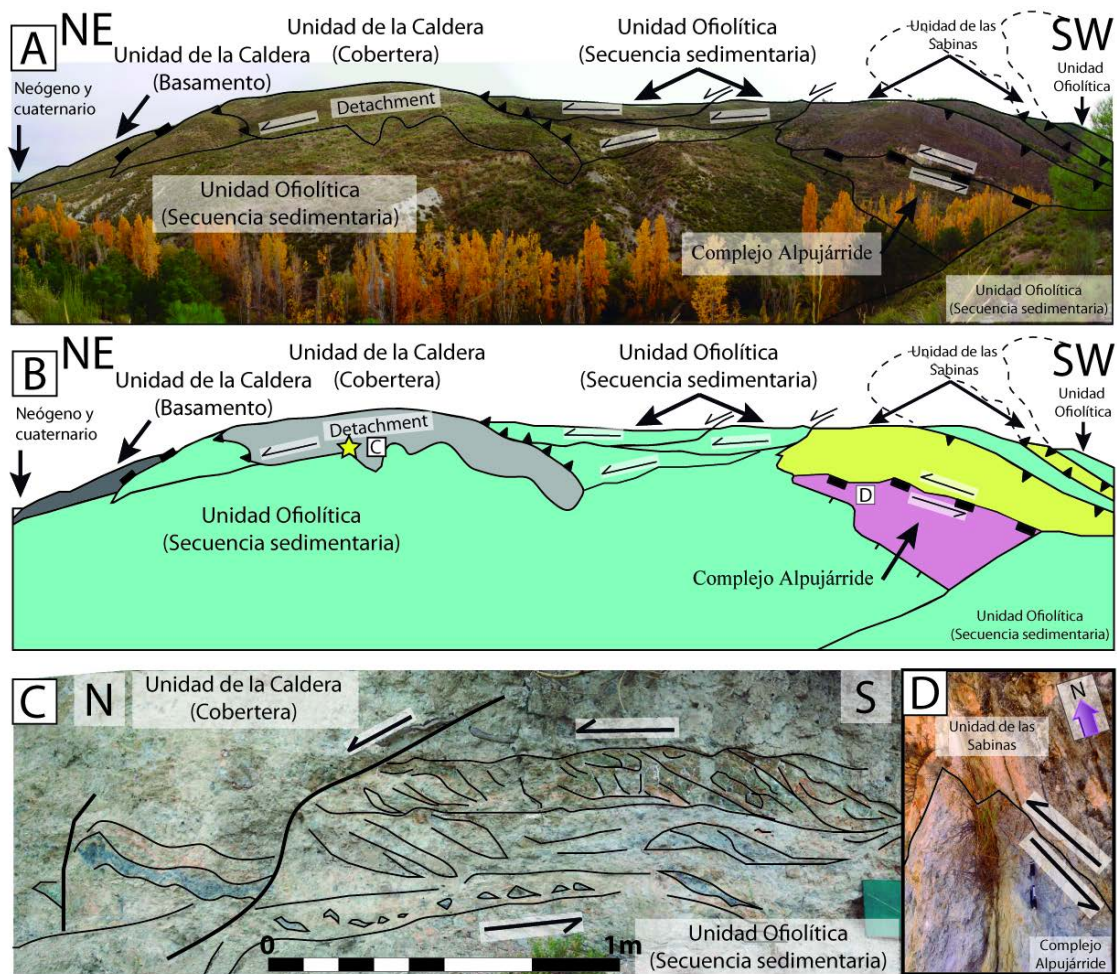 A
NE
Neógeno y
cuaternario
Unidad de la Caldera
(Basamento)
Unidad de la Caldera
(Cobertera)
Unidad Ofiolítica
(Secuencia sedimentaria)
Unidad de las
Sabinas
SW
Unidad
Ofiolítica
Detachment
Unidad Ofiolítica
(Secuencia sedimentaria)
Complejo Alpujárride
Unidad Ofiolítica
(Secuencia sedimentaria)
B
NE
Neógeno y
cuaternario
Unidad de la Caldera
(Basamento)
Unidad de la Caldera
(Cobertera)
Unidad Ofiolítica
(Secuencia sedimentaria)
Unidad de las
Sabinas
SW
Unidad
Ofiolítica
Detachment
C
D
Unidad Ofiolítica
(Secuencia sedimentaria)
Complejo Alpujárride
Unidad Ofiolítica
(Secuencia sedimentaria)
C
N
Unidad de la Caldera
(Cobertera)
S
0
1m
Unidad Ofiolítica
(Secuencia sedimentaria)
D
N
Unidad de las
Sabinas
Complejo
Alpujárride